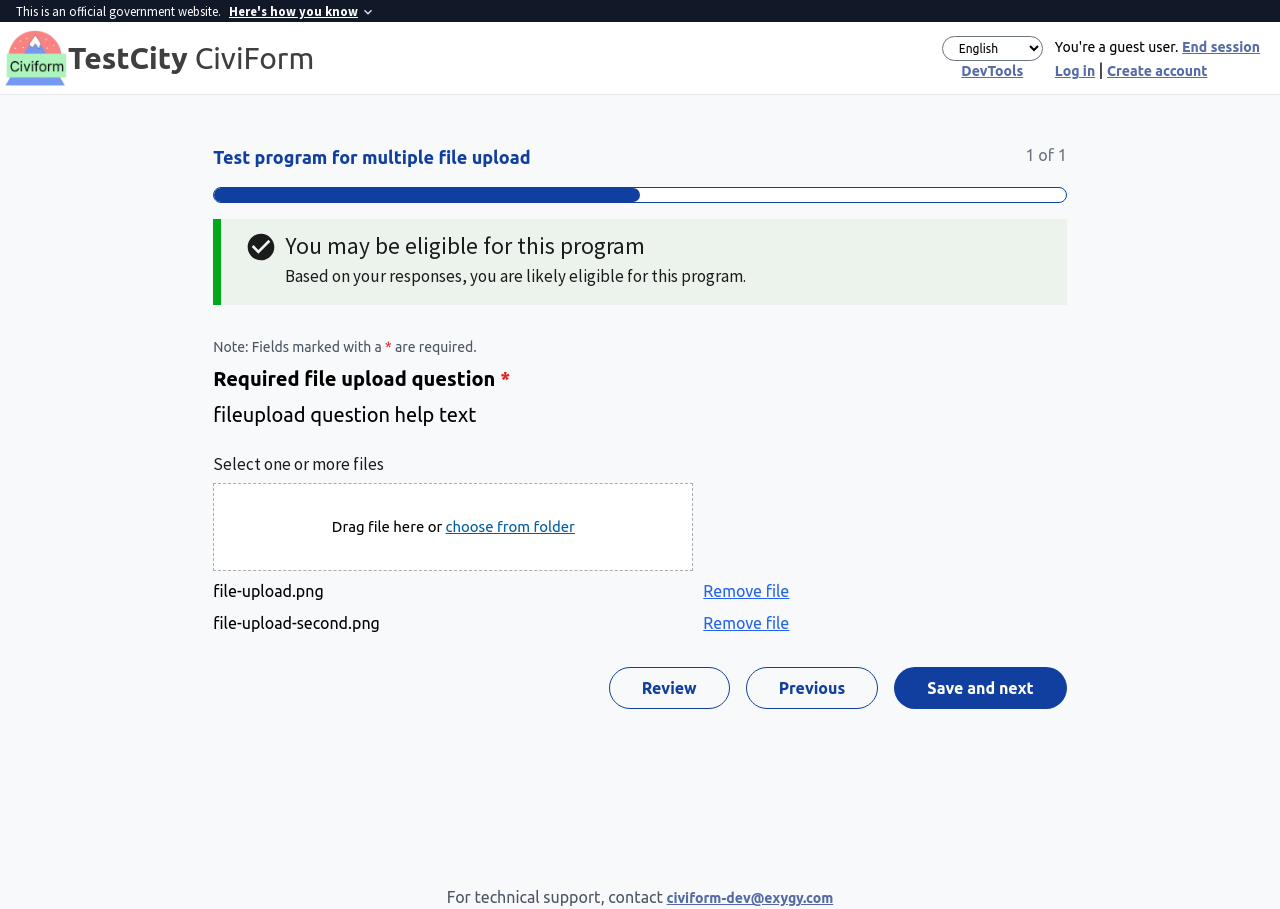 This is an official government website. Here's how you know
Civiform
TestCity CiviForm
English
You're a guest user. End session
DevTools
Log in | Create account
Test program for multiple file upload
1 of 1
You may be eligible for this program
Based on your responses, you are likely eligible for this program.
Note: Fields marked with a * are required.
Required file upload question *
fileupload question help text
Select one or more files
Drag file here or choose from folder
file-upload.png Remove file
file-upload-second.png Remove file
Review Previous Save and next
For technical support, contact civiform-dev@exygy.com